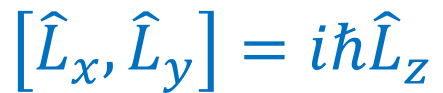 [L̂ₓ, L̂ᵧ] = iℏL̂_z